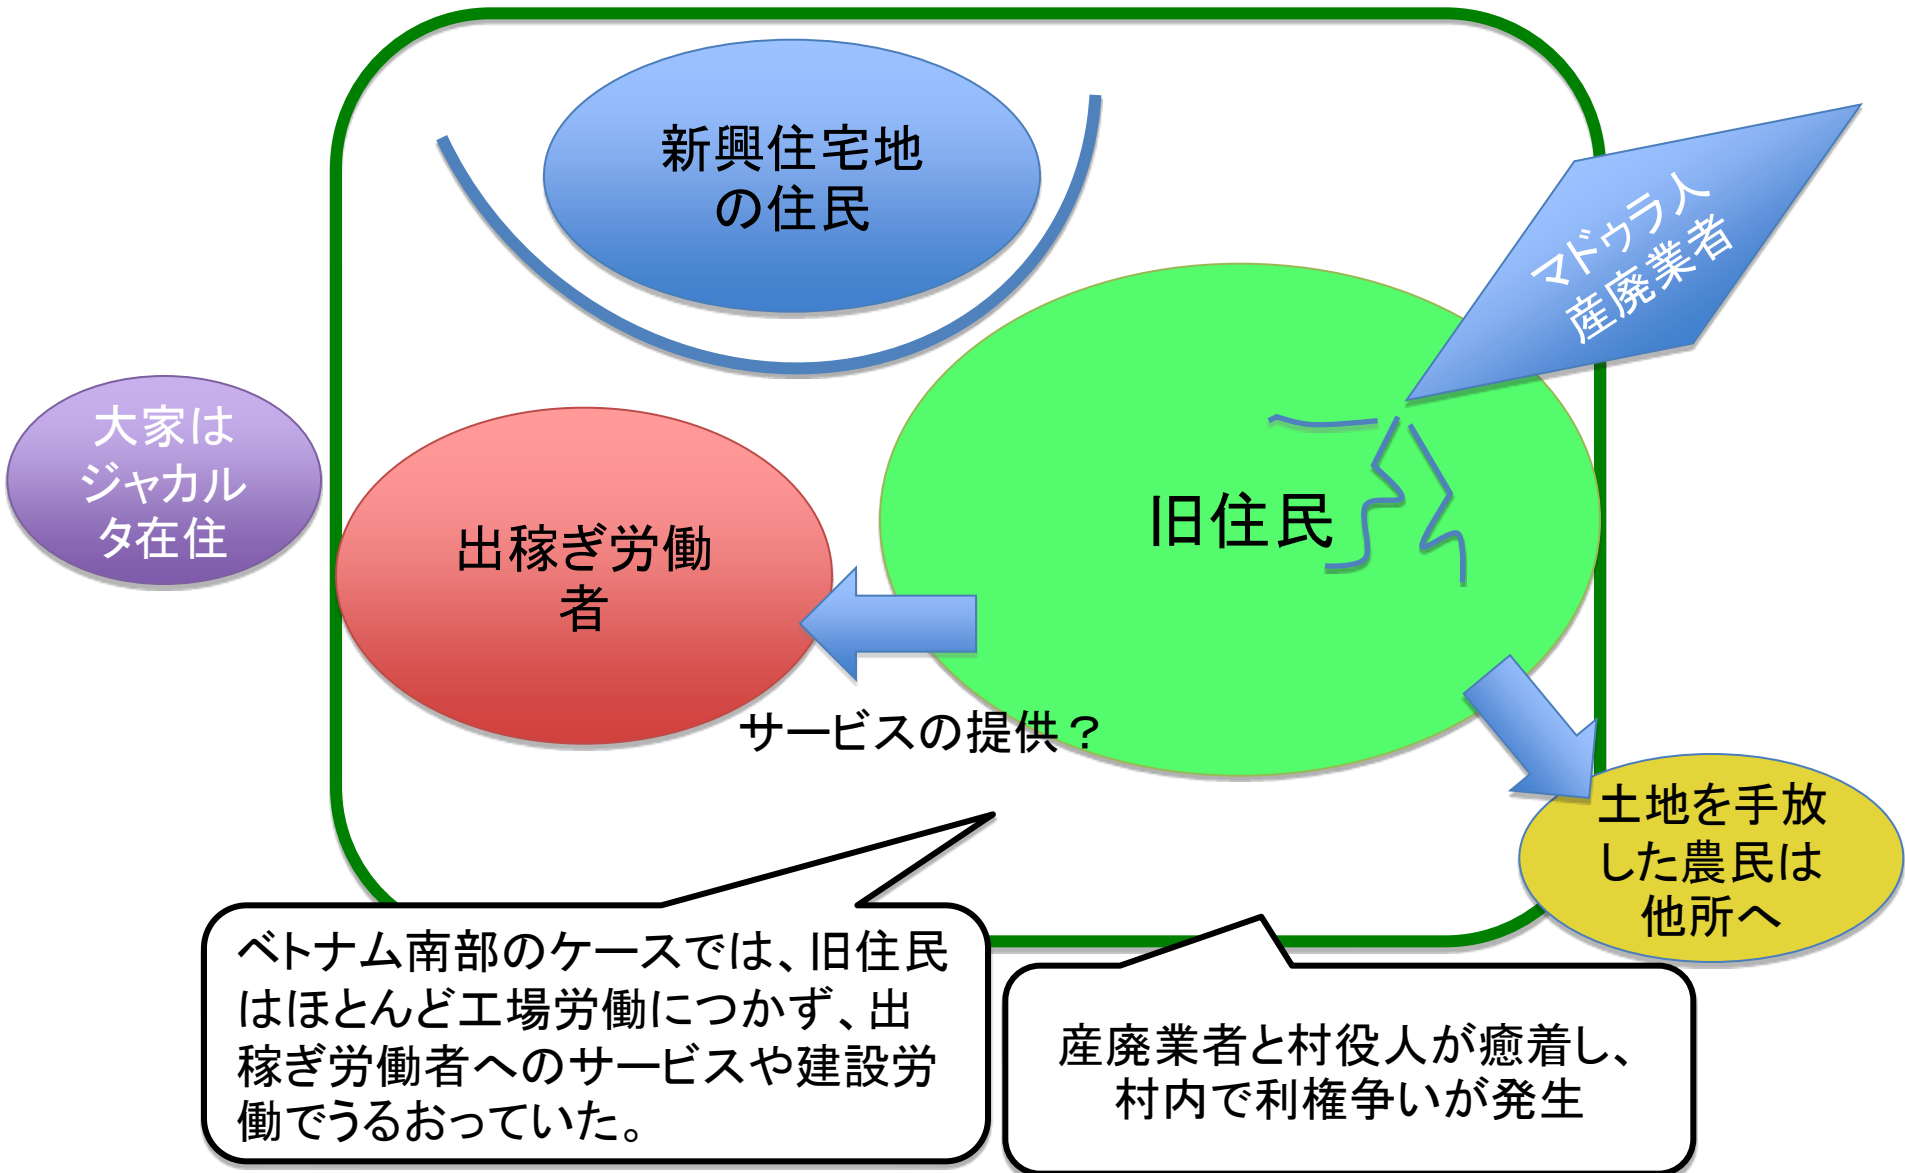 新興住宅地
の住民
マドゥラ人
産廃業者
大家は
ジャカル
タ在住
出稼ぎ労働
者
旧住民
サービスの提供？
土地を手放
した農民は
他所へ
ベトナム南部のケースでは、旧住民
はほとんど工場労働につかず、出
稼ぎ労働者へのサービスや建設労
働でうるおっていた。
産廃業者と村役人が癒着し、
村内で利権争いが発生